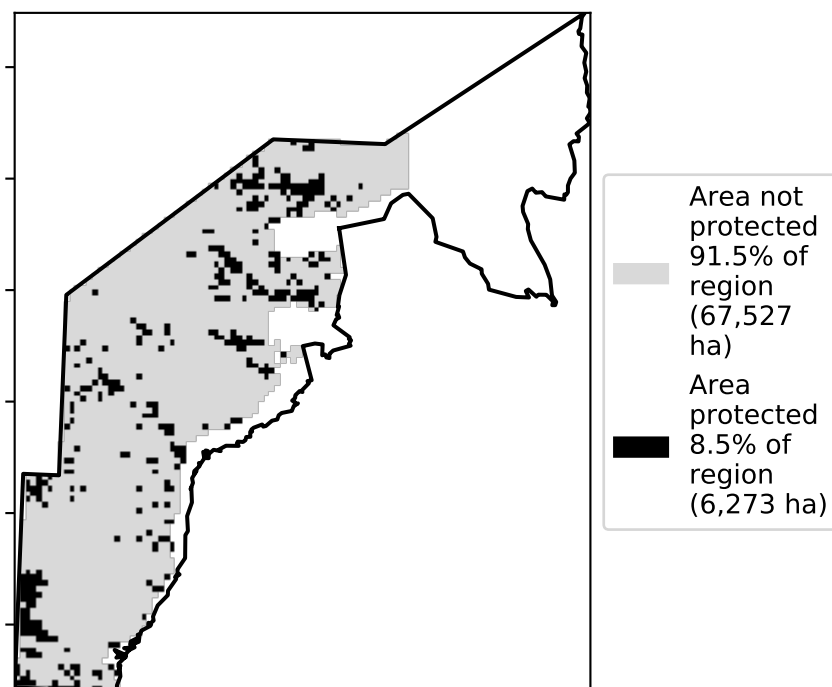 Area not
protected
91.5% of
region
(67,527
ha)
Area
protected
8.5% of
region
(6,273 ha)